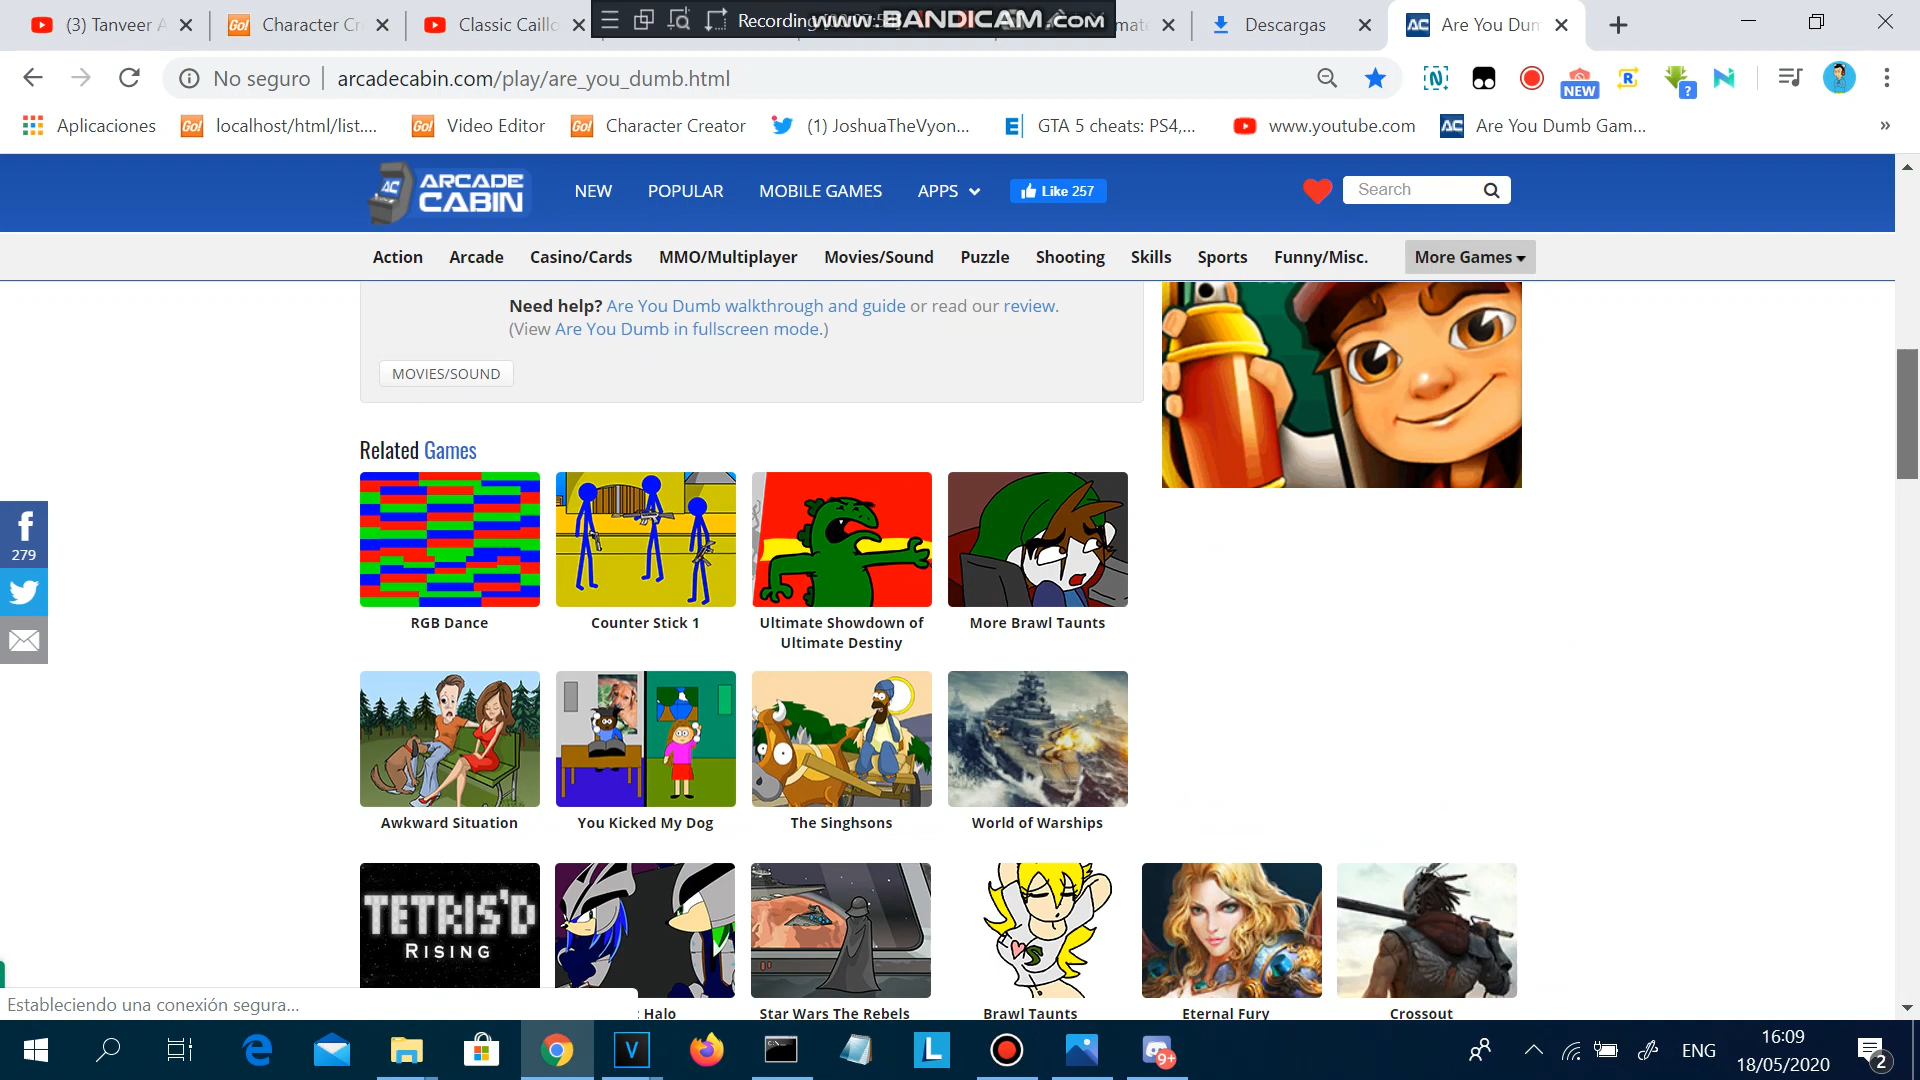 (3) Tanveer A
Character Cr
Classic Caillo
Recording
www.BANDICAM.com
mate
Descargas
Are You Dum
No seguro
arcadecabin.com/play/are_you_dumb.html
NEW
?
Aplicaciones
localhost/html/list....
Video Editor
Character Creator
(1) JoshuaTheVyon...
GTA 5 cheats: PS4,...
www.youtube.com
Are You Dumb Gam...
»
AC ARCADE CABIN
NEW
POPULAR
MOBILE GAMES
APPS
Like 257
Search
Action
Arcade
Casino/Cards
MMO/Multiplayer
Movies/Sound
Puzzle
Shooting
Skills
Sports
Funny/Misc.
More Games
Need help? Are You Dumb walkthrough and guide or read our review.
(View Are You Dumb in fullscreen mode.)
MOVIES/SOUND
Related Games
279
RGB Dance
Counter Stick 1
Ultimate Showdown of
Ultimate Destiny
More Brawl Taunts
Awkward Situation
You Kicked My Dog
The Singhsons
World of Warships
TETRIS'D
RISING
Halo
Star Wars The Rebels
Brawl Taunts
Eternal Fury
Crossout
Estableciendo una conexión segura...
9+
ENG
16:09
18/05/2020
2